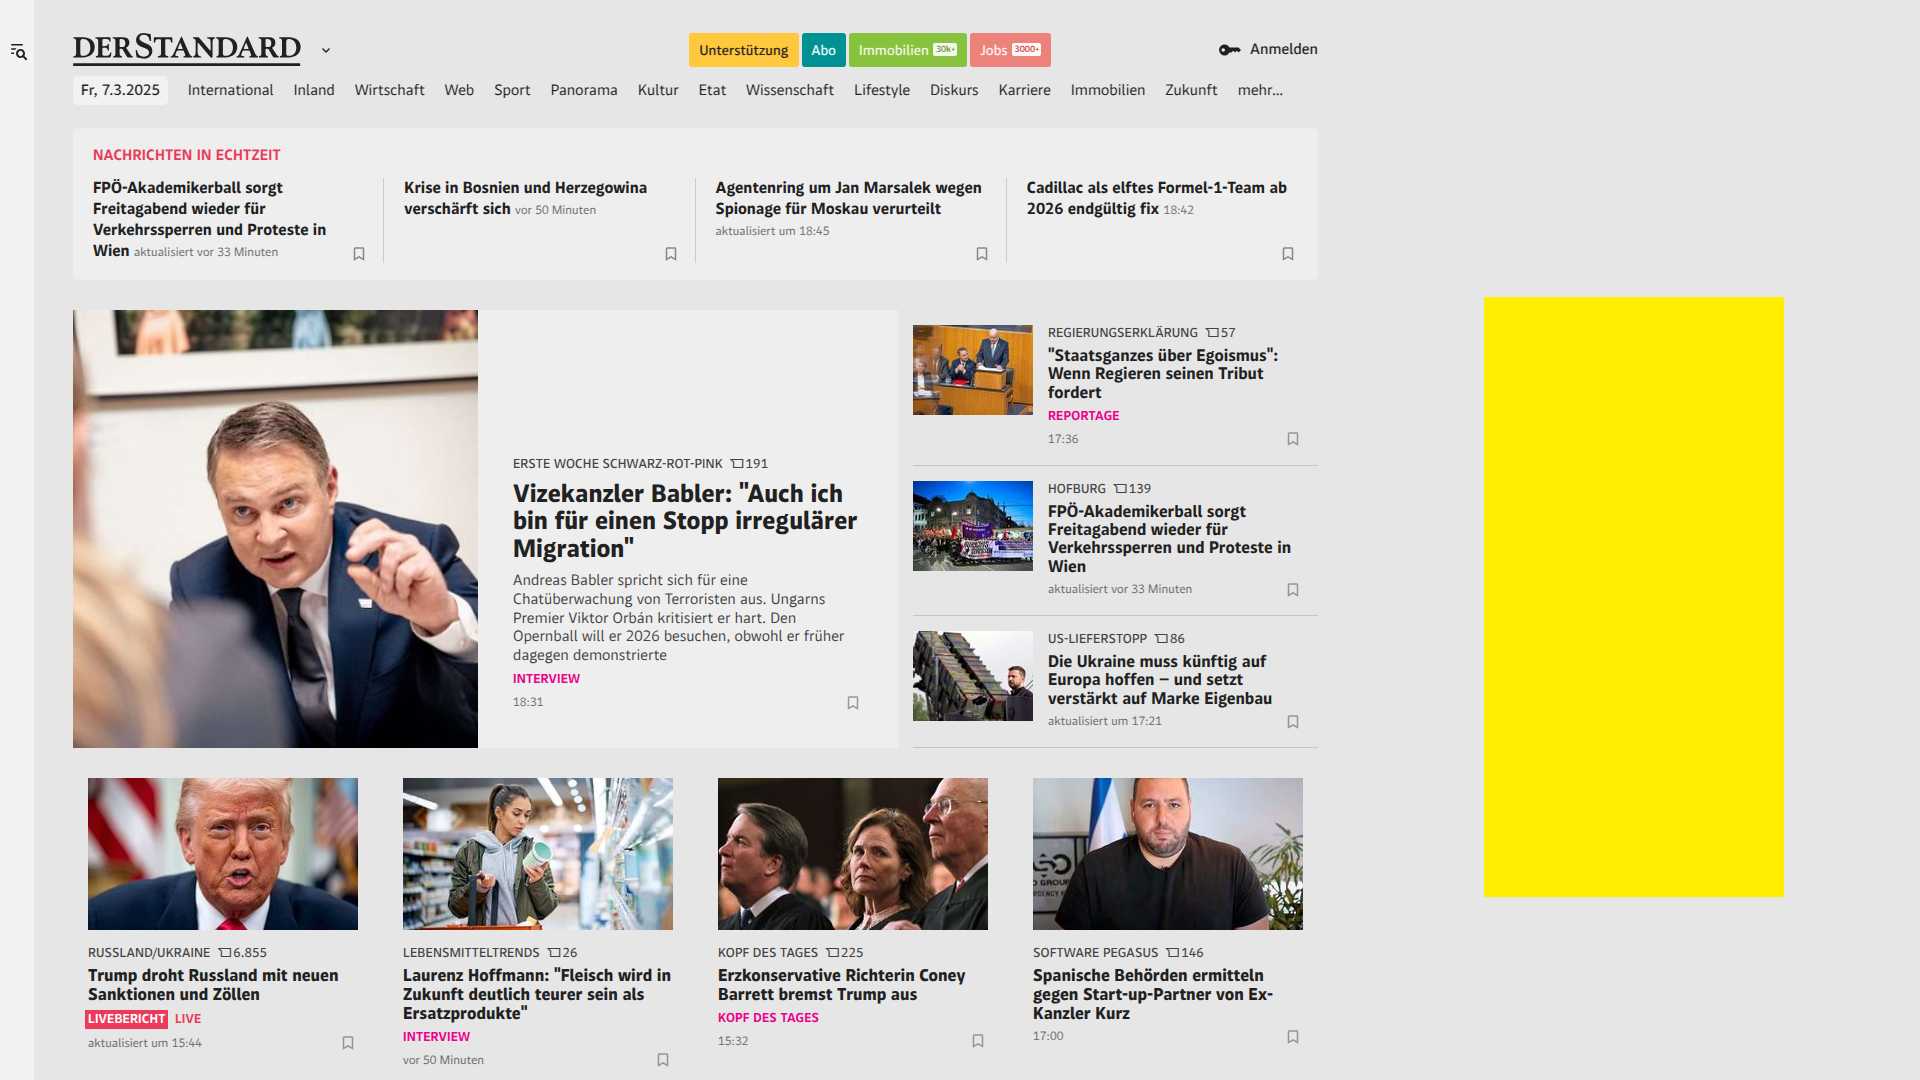 DERSTANDARD
Unterstützung
Abo
Immobilien 30k+
Jobs 3000+
Anmelden
Fr, 7.3.2025
International
Inland
Wirtschaft
Web
Sport
Panorama
Kultur
Etat
Wissenschaft
Lifestyle
Diskurs
Karriere
Immobilien
Zukunft
mehr...
NACHRICHTEN IN ECHTZEIT
FPÖ-Akademikerball sorgt
Freitagabend wieder für
Verkehrssperren und Proteste in
Wien aktualisiert vor 33 Minuten
Krise in Bosnien und Herzegowina
verschärft sich vor 50 Minuten
Agentenring um Jan Marsalek wegen
Spionage für Moskau verurteilt
aktualisiert um 18:45
Cadillac als elftes Formel-1-Team ab
2026 endgültig fix 18:42
ERSTE WOCHE SCHWARZ-ROT-PINK 191
Vizekanzler Babler: "Auch ich
bin für einen Stopp irregulärer
Migration"
Andreas Babler spricht sich für eine
Chatüberwachung von Terroristen aus. Ungarns
Premier Viktor Orbán kritisiert er hart. Den
Opernball will er 2026 besuchen, obwohl er früher
dagegen demonstrierte
INTERVIEW
18:31
REGIERUNGSERKLÄRUNG 57
"Staatsganzes über Egoismus":
Wenn Regieren seinen Tribut
fordert
REPORTAGE
17:36
HOFBURG 139
FPÖ-Akademikerball sorgt
Freitagabend wieder für
Verkehrssperren und Proteste in
Wien
aktualisiert vor 33 Minuten
US-LIEFERSTOPP 86
Die Ukraine muss künftig auf
Europa hoffen – und setzt
verstärkt auf Marke Eigenbau
aktualisiert um 17:21
RUSSLAND/UKRAINE 6.855
Trump droht Russland mit neuen
Sanktionen und Zöllen
LIVEBERICHT LIVE
aktualisiert um 15:44
LEBENSMITTELTRENDS 26
Laurenz Hoffmann: "Fleisch wird in
Zukunft deutlich teurer sein als
Ersatzprodukte"
INTERVIEW
vor 50 Minuten
KOPF DES TAGES 225
Erzkonservative Richterin Coney
Barrett bremst Trump aus
KOPF DES TAGES
15:32
SOFTWARE PEGASUS 146
Spanische Behörden ermitteln
gegen Start-up-Partner von Ex-
Kanzler Kurz
17:00